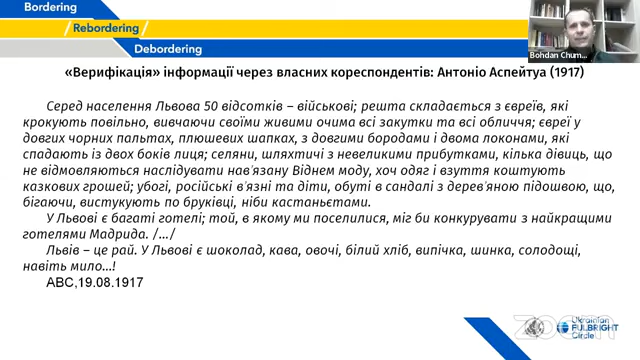 Bordering
Rebordering
Debordering
Bohdan Chum...
«Верифікація» інформації через власних кореспондентів: Антоніо Аспейтуа (1917)
Серед населення Львова 50 відсотків – військові; решта складається з євреїв, які
крокують повільно, вивчаючи своїми живими очима всі закутки та всі обличчя; євреї у
довгих чорних пальтах, плюшевих шапках, з довгими бородами і двома локонами, які
спадають із двох боків лиця; селяни, шляхтичі з невеликими прибутками, кілька дівиць, що
не відмовляються наслідувати нав'язану Віднем моду, хоч одяг і взуття коштують
казкових грошей; убогі, російські в'язні та діти, обуті в сандалі з дерев'яною підошвою, що,
бігаючи, вистукують по бруківці, ніби кастаньєтами.
У Львові є багаті готелі; той, в якому ми поселилися, міг би конкурувати з найкращими
готелями Мадрида. /.../
Львів – це рай. У Львові є шоколад, кава, овочі, білий хліб, випічка, шинка, солодощі,
навіть мило...!
ABC,19.08.1917
zoom
Ukrainian
FULBRIGHT
Circle